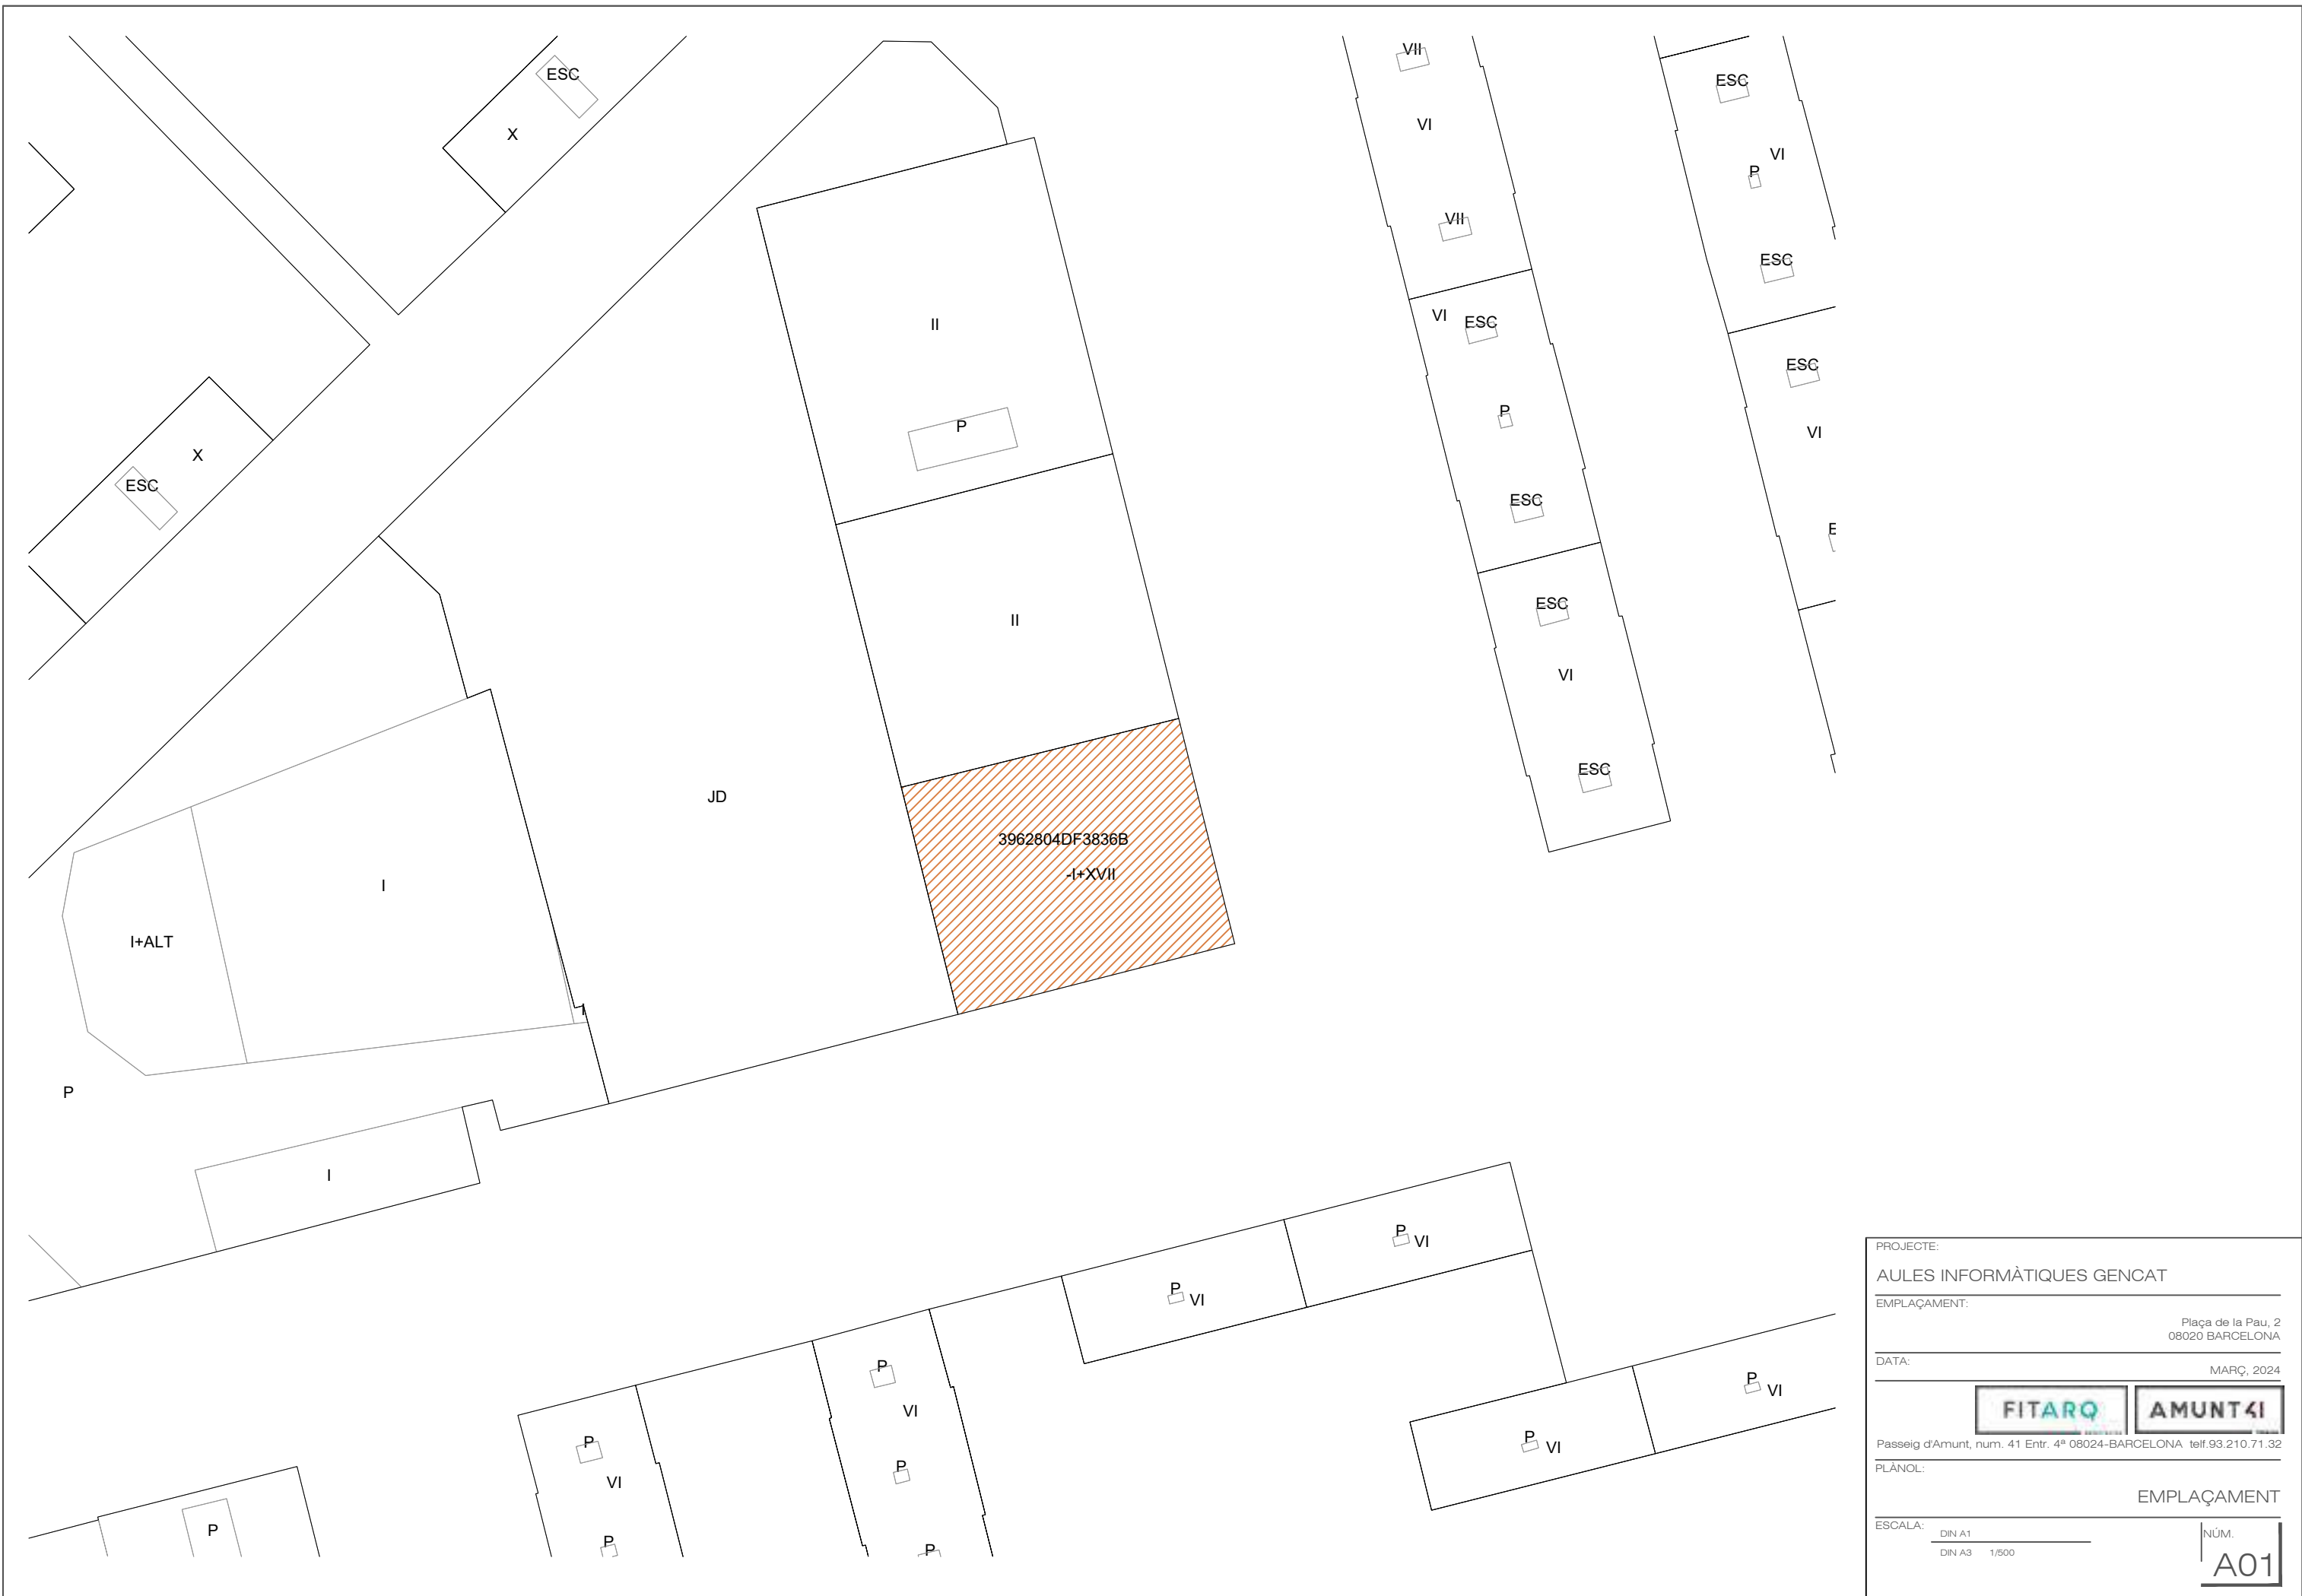 VII
ESC
ESC
X
VI
VI
P
VII
ESC
II
VI
ESC
ESC
P
P
VI
X
ESC
ESC
E
ESC
II
VI
ESC
JD
3962804DF3836B
-I+XVII
I
I+ALT
I
P
I
P
VI
P
VI
P
VI
P
VI
P
VI
P
VI
P
P
P
P
PROJECTE:
AULES INFORMÀTIQUES GENCAT
EMPLAÇAMENT:
Plaça de la Pau, 2
08020 BARCELONA
DATA:
MARÇ, 2024
FITARQ
AMUNT41
Passeig d'Amunt, num. 41 Entr. 4ª 08024-BARCELONA telf.93.210.71.32
PLÀNOL:
EMPLAÇAMENT
ESCALA:
DIN A1
DIN A3 1/500
NÚM.
A01